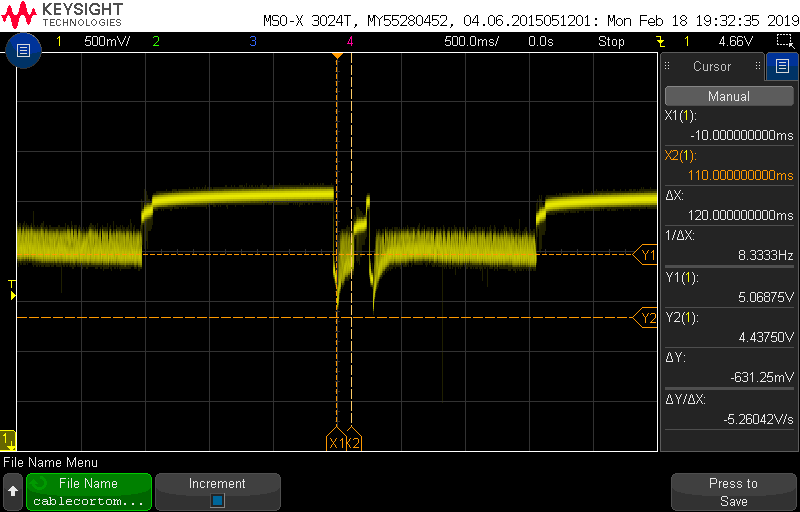 KEYSIGHT
TECHNOLOGIES
MSO-X 3024T, MY55280452, 04.06.2015051201: Mon Feb 18 19:32:35 2019
1 500mV/ 2 3 4 500.0ms/ 0.0s Stop 1 4.66V
Cursor
Manual
X1(1):
-10.000000000ms
X2(1):
110.000000000ms
ΔX:
120.000000000ms
1/ΔX:
8.3333Hz
Y1(1):
5.06875V
Y2(1):
4.43750V
ΔY:
-631.25mV
ΔY/ΔX:
-5.26042V/s
T
Y1
Y2
1
X1 X2
File Name Menu
File Name
cablecortom...
Increment
Press to
Save